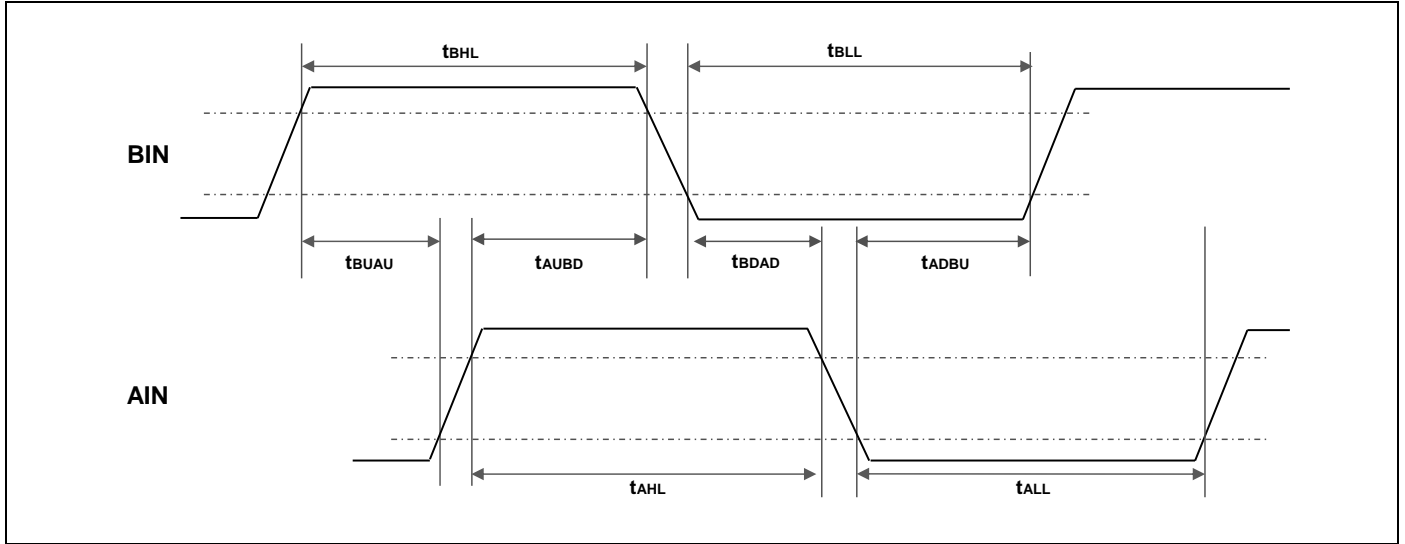 tBHL
tBLL
BIN
tBUAU
tAUBD
tBDAD
tADBU
AIN
tAHL
tALL